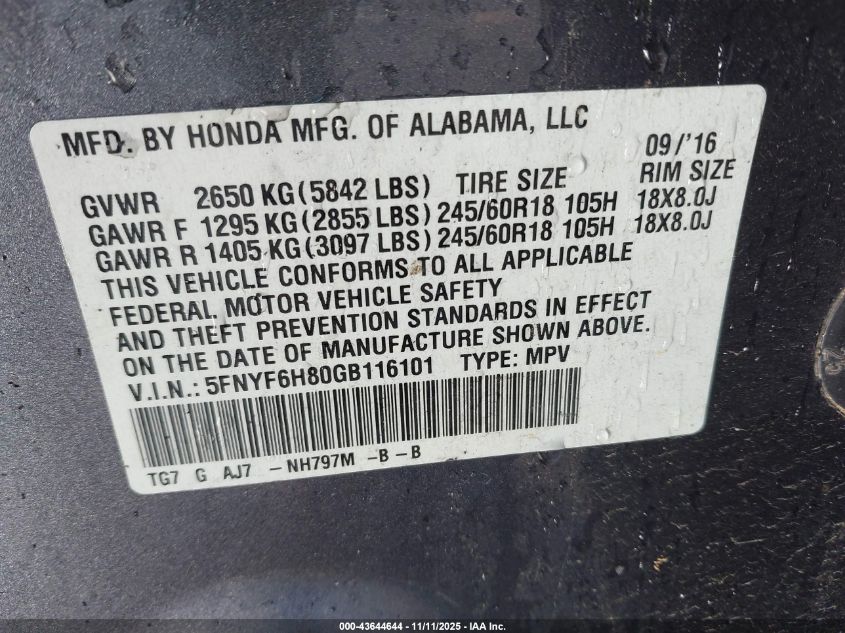 MFD. BY HONDA MFG. OF ALABAMA, LLC 09/'16
GVWR 2650 KG(5842 LBS) TIRE SIZE RIM SIZE
GAWR F 1295 KG(2855 LBS) 245/60R18 105H 18X8.0J
GAWR R 1405 KG(3097 LBS) 245/60R18 105H 18X8.0J
THIS VEHICLE CONFORMS TO ALL APPLICABLE
FEDERAL MOTOR VEHICLE SAFETY
AND THEFT PREVENTION STANDARDS IN EFFECT
ON THE DATE OF MANUFACTURE SHOWN ABOVE.
V.I.N.: 5FNYF6H80GB116101 TYPE: MPV
TG7 G AJ7 -NH797M -B -B
25
000-43644644 - 11/11/2025 - IAA Inc.